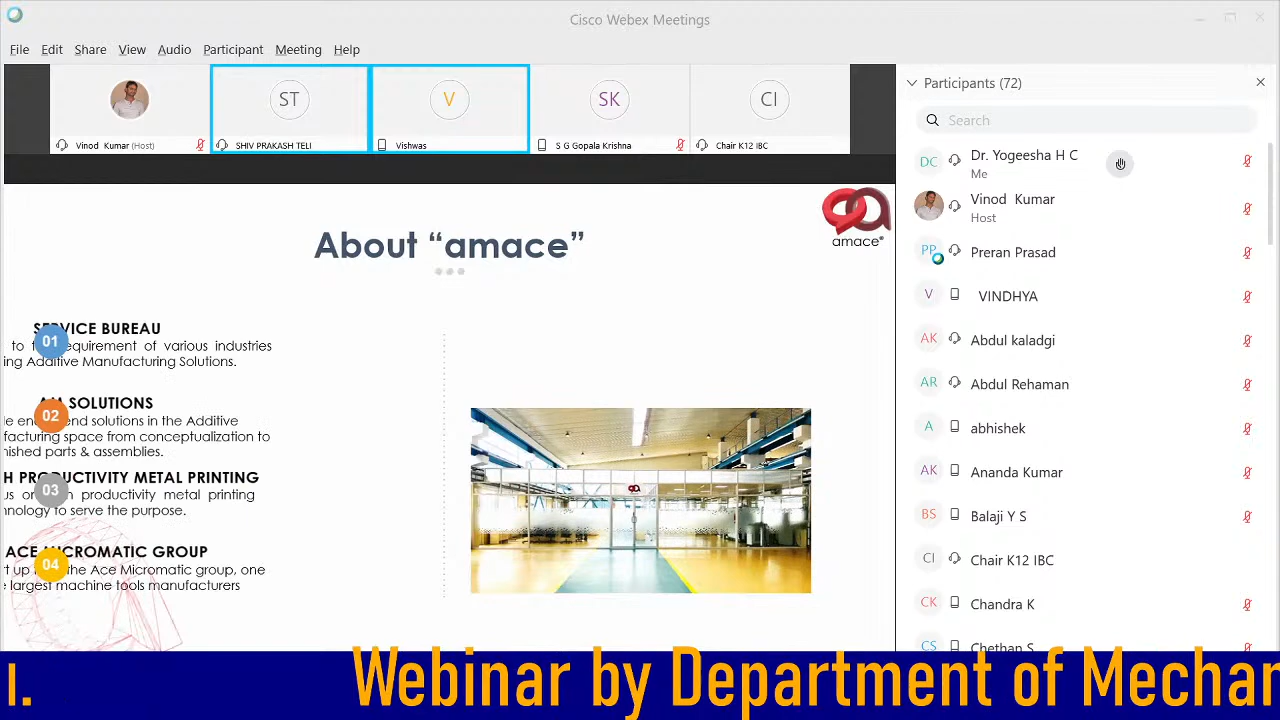 Cisco Webex Meetings
File Edit Share View Audio Participant Meeting Help
Vinod Kumar (Host)
ST
SHIV PRAKASH TELI
V
Vishwas
SK
S G Gopala Krishna
CI
Chair K12 IBC
amace
About “amace”
01
SERVICE BUREAU
to requirement of various industries
Additive Manufacturing Solutions.
02
SOLUTIONS
solutions in the Additive
space from conceptualization to
parts & assemblies.
03
PRODUCTIVITY METAL PRINTING
productivity metal printing
to serve the purpose.
04
MICROMATIC GROUP
up the Ace Micromatic group, one
largest machine tools manufacturers
Participants (72)
Search
DC Dr. Yogeesha H C
Me
Vinod Kumar
Host
PP Preran Prasad
V VINDHYA
AK Abdul kaladgi
AR Abdul Rehaman
A abhishek
AK Ananda Kumar
BS Balaji Y S
CI Chair K12 IBC
CK Chandra K
CS Chethan S
I. Webinar by Department of Mechan